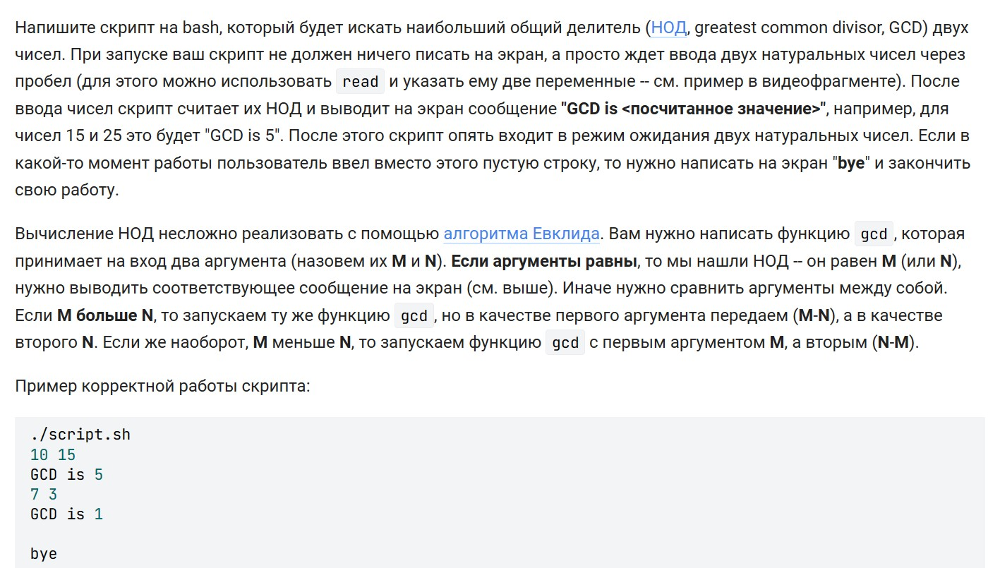 Напишите скрипт на bash, который будет искать наибольший общий делитель (НОД, greatest common divisor, GCD) двух
чисел. При запуске ваш скрипт не должен ничего писать на экран, а просто ждет ввода двух натуральных чисел через
пробел (для этого можно использовать read и указать ему две переменные -- см. пример в видеофрагменте). После
ввода чисел скрипт считает их НОД и выводит на экран сообщение "GCD is <посчитанное значение>", например, для
чисел 15 и 25 это будет "GCD is 5". После этого скрипт опять входит в режим ожидания двух натуральных чисел. Если в
какой-то момент работы пользователь ввел вместо этого пустую строку, то нужно написать на экран "bye" и закончить
свою работу.
Вычисление НОД несложно реализовать с помощью алгоритма Евклида. Вам нужно написать функцию gcd, которая
принимает на вход два аргумента (назовем их M и N). Если аргументы равны, то мы нашли НОД -- он равен M (или N),
нужно выводить соответствующее сообщение на экран (см. выше). Иначе нужно сравнить аргументы между собой.
Если M больше N, то запускаем ту же функцию gcd, но в качестве первого аргумента передаем (M-N), а в качестве
второго N. Если же наоборот, M меньше N, то запускаем функцию gcd с первым аргументом M, а вторым (N-M).
Пример корректной работы скрипта:
./script.sh
10 15
GCD is 5
7 3
GCD is 1
bye